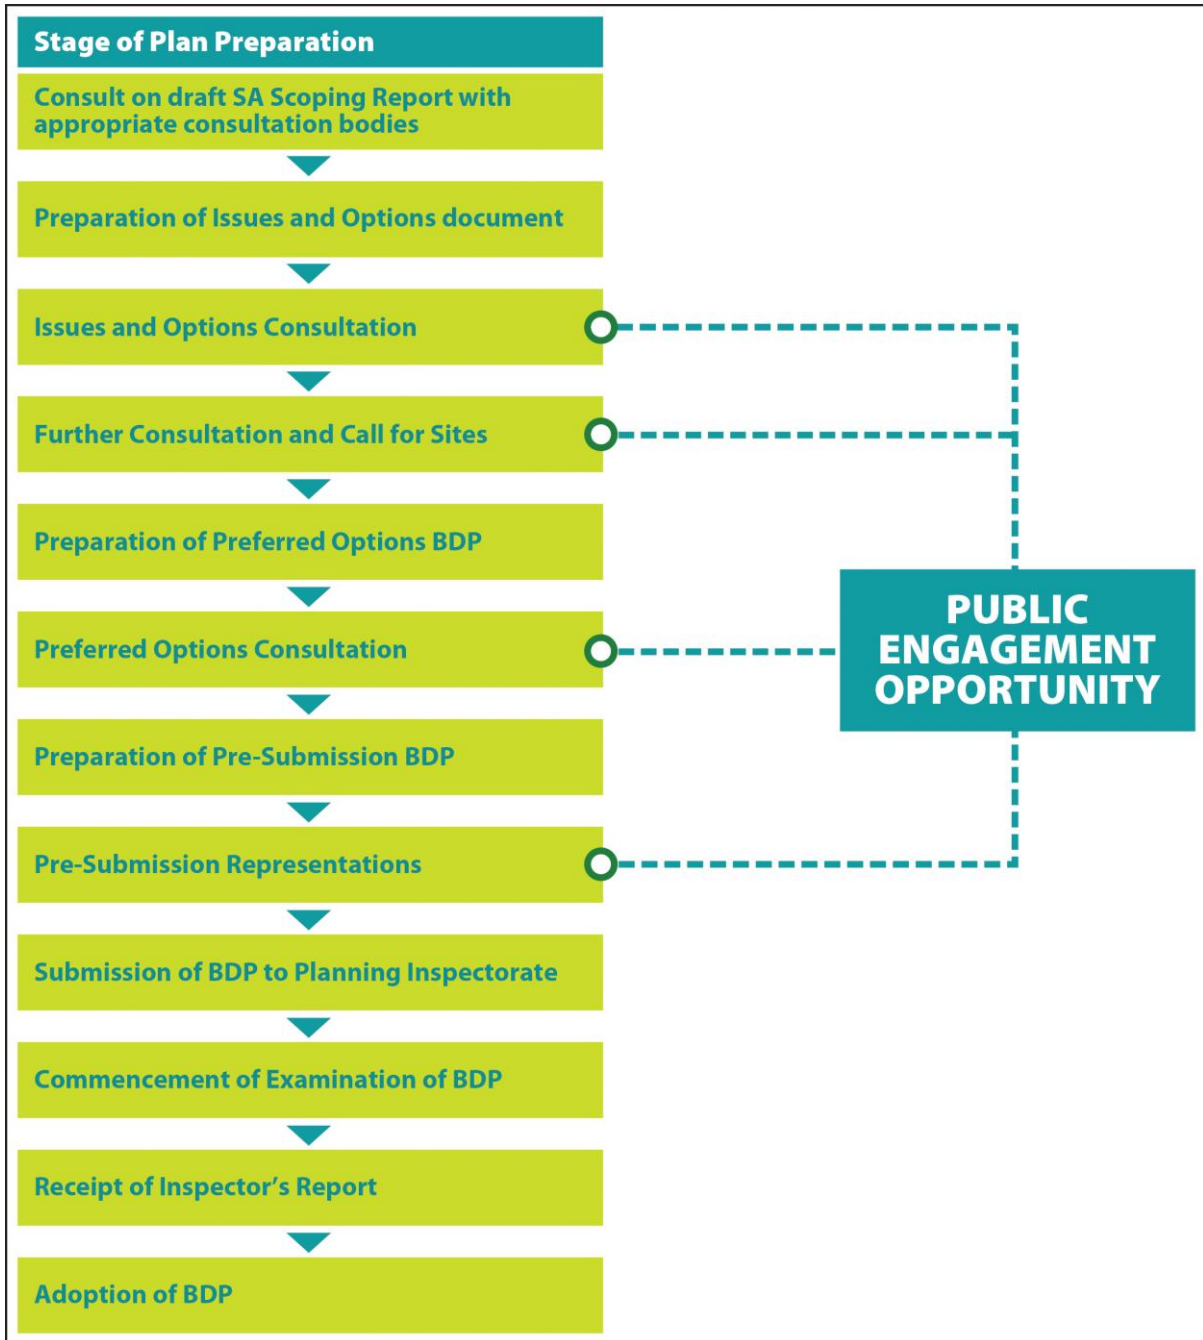 Stage of Plan Preparation
Consult on draft SA Scoping Report with
appropriate consultation bodies
Preparation of Issues and Options document
Issues and Options Consultation
Further Consultation and Call for Sites
Preparation of Preferred Options BDP
Preferred Options Consultation
Preparation of Pre-Submission BDP
Pre-Submission Representations
Submission of BDP to Planning Inspectorate
Commencement of Examination of BDP
Receipt of Inspector’s Report
Adoption of BDP
PUBLIC
ENGAGEMENT
OPPORTUNITY